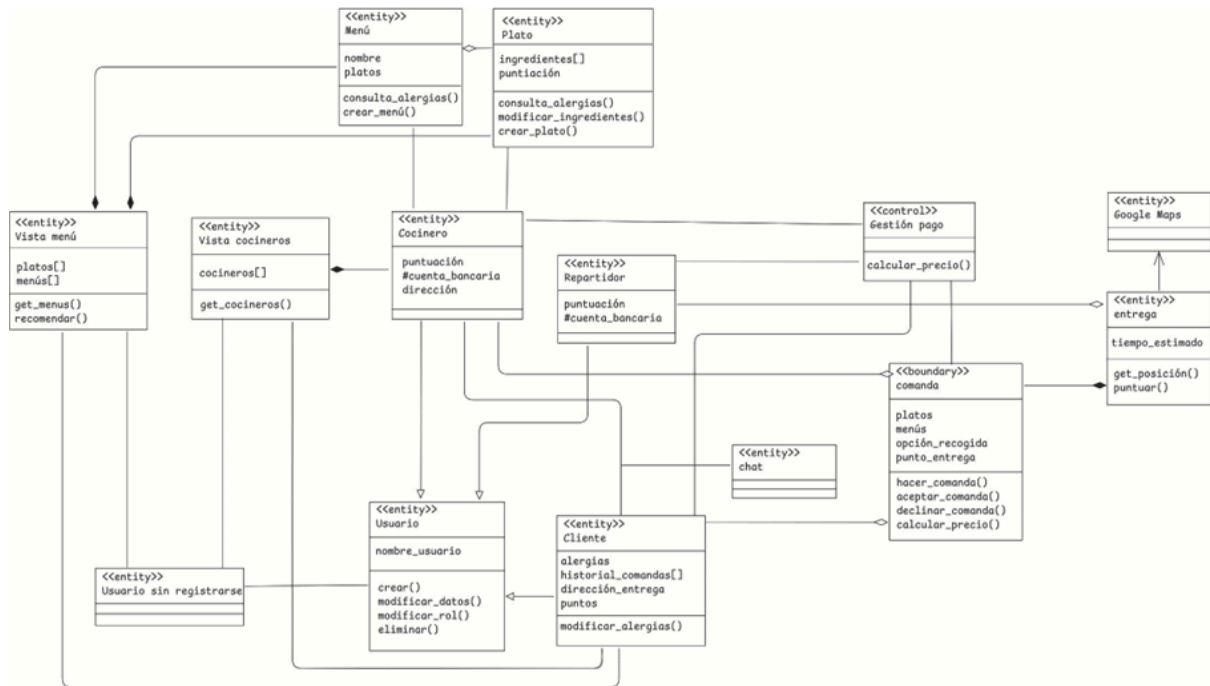 <<entity>>
Menú
nombre
platos
consulta_alergias()
crear_menú()
<<entity>>
Plato
ingredientes[]
puntiación
consulta_alergias()
modificar_ingredientes()
crear_plato()
<<entity>>
Vista menú
platos[]
menús[]
get_menus()
recomendar()
<<entity>>
Vista cocineros
cocineros[]
get_cocineros()
<<entity>>
Cocinero
puntuación
#cuenta_bancaria
dirección
<<entity>>
Repartidor
puntuación
#cuenta_bancaria
<<control>>
Gestión pago
calcular_precio()
<<entity>>
Google Maps
<<entity>>
entrega
tiempo_estimado
get_posición()
puntuar()
<<boundary>>
comanda
platos
menús
opción_recogida
punto_entrega
hacer_comanda()
aceptar_comanda()
declinar_comanda()
calcular_precio()
<<entity>>
chat
<<entity>>
Usuario sin registrarse
<<entity>>
Usuario
nombre_usuario
crear()
modificar_datos()
modificar_rol()
eliminar()
<<entity>>
Cliente
alergias
historial_comandas[]
dirección_entrega
puntos
modificar_alergias()